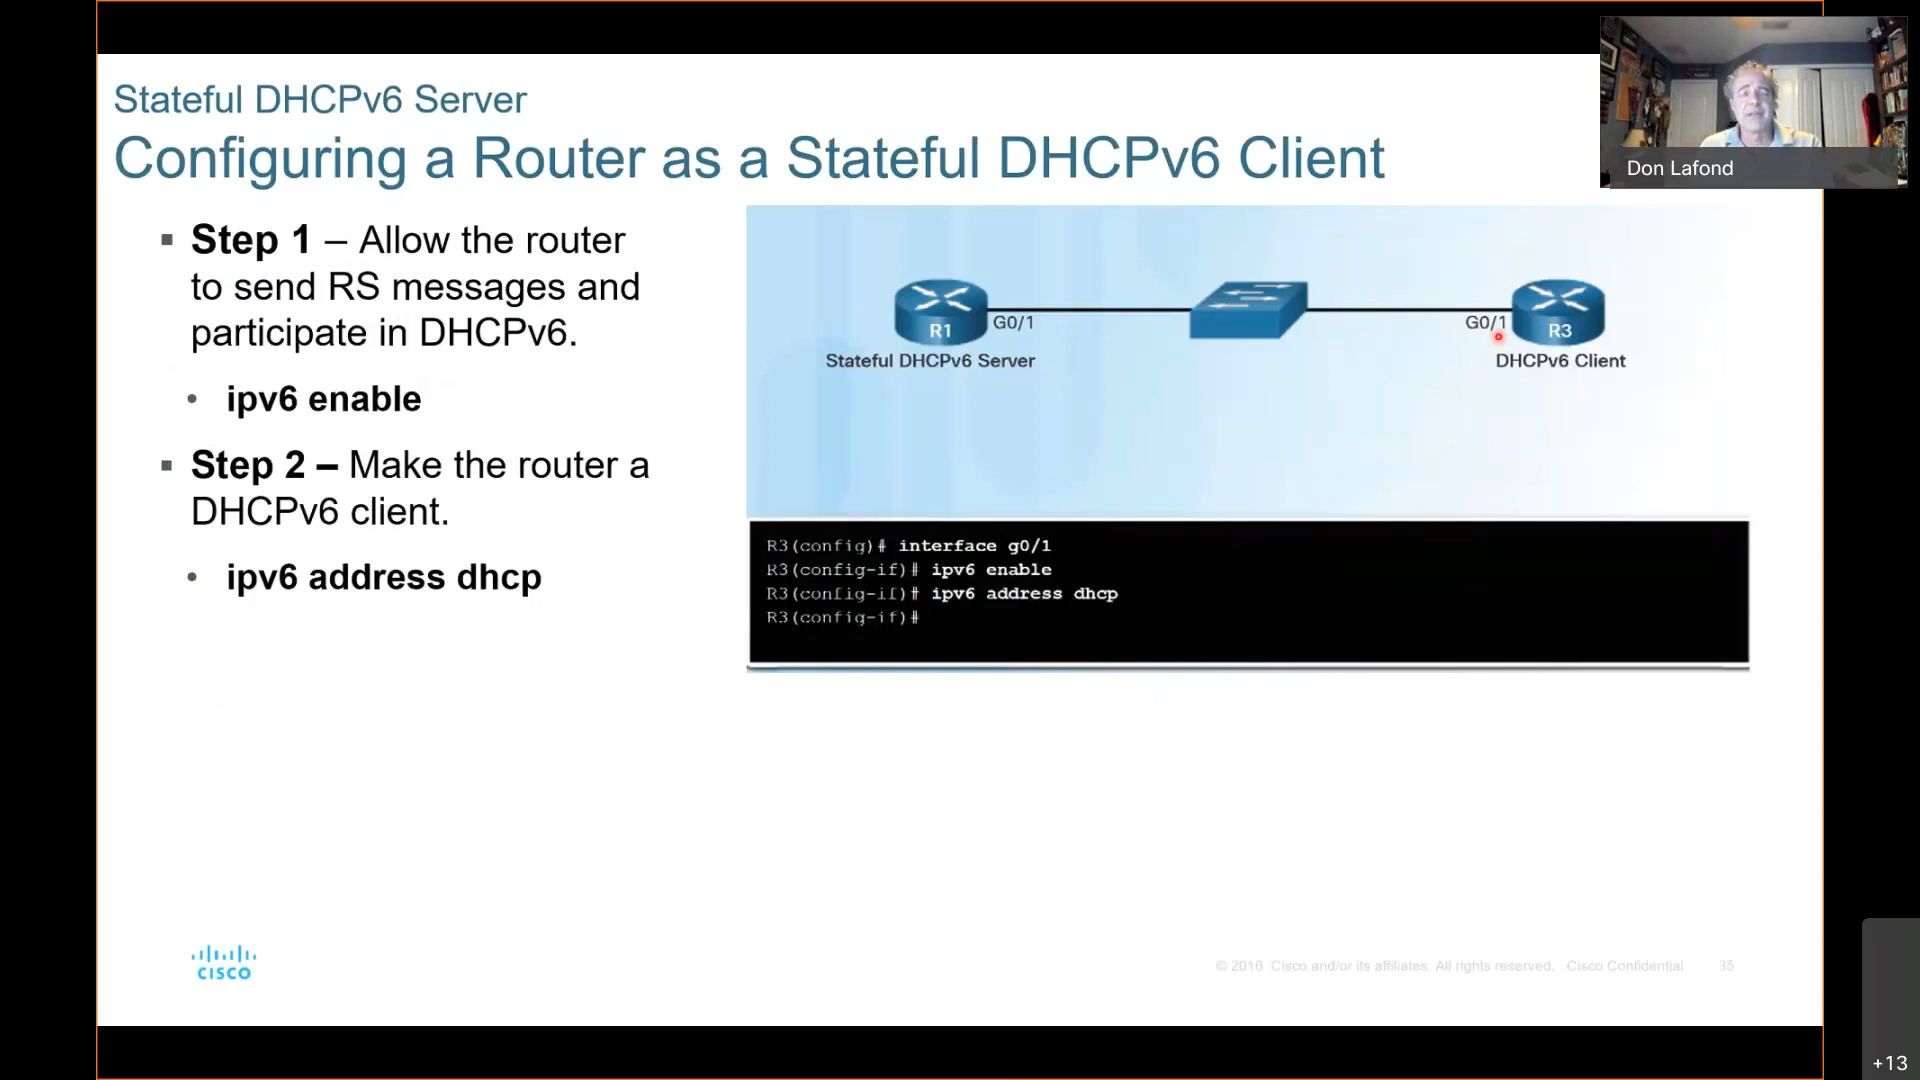 Stateful DHCPv6 Server
Configuring a Router as a Stateful DHCPv6 Client
Don Lafond
▪ Step 1 – Allow the router
to send RS messages and
participate in DHCPv6.
• ipv6 enable
▪ Step 2 – Make the router a
DHCPv6 client.
• ipv6 address dhcp
R1
G0/1
G0/1
R3
Stateful DHCPv6 Server
DHCPv6 Client
R3(config)# interface g0/1
R3(config-if)# ipv6 enable
R3(config-if)# ipv6 address dhcp
R3(config-if)#
CISCO
© 2016 Cisco and/or its affiliates. All rights reserved. Cisco Confidential
35
+13